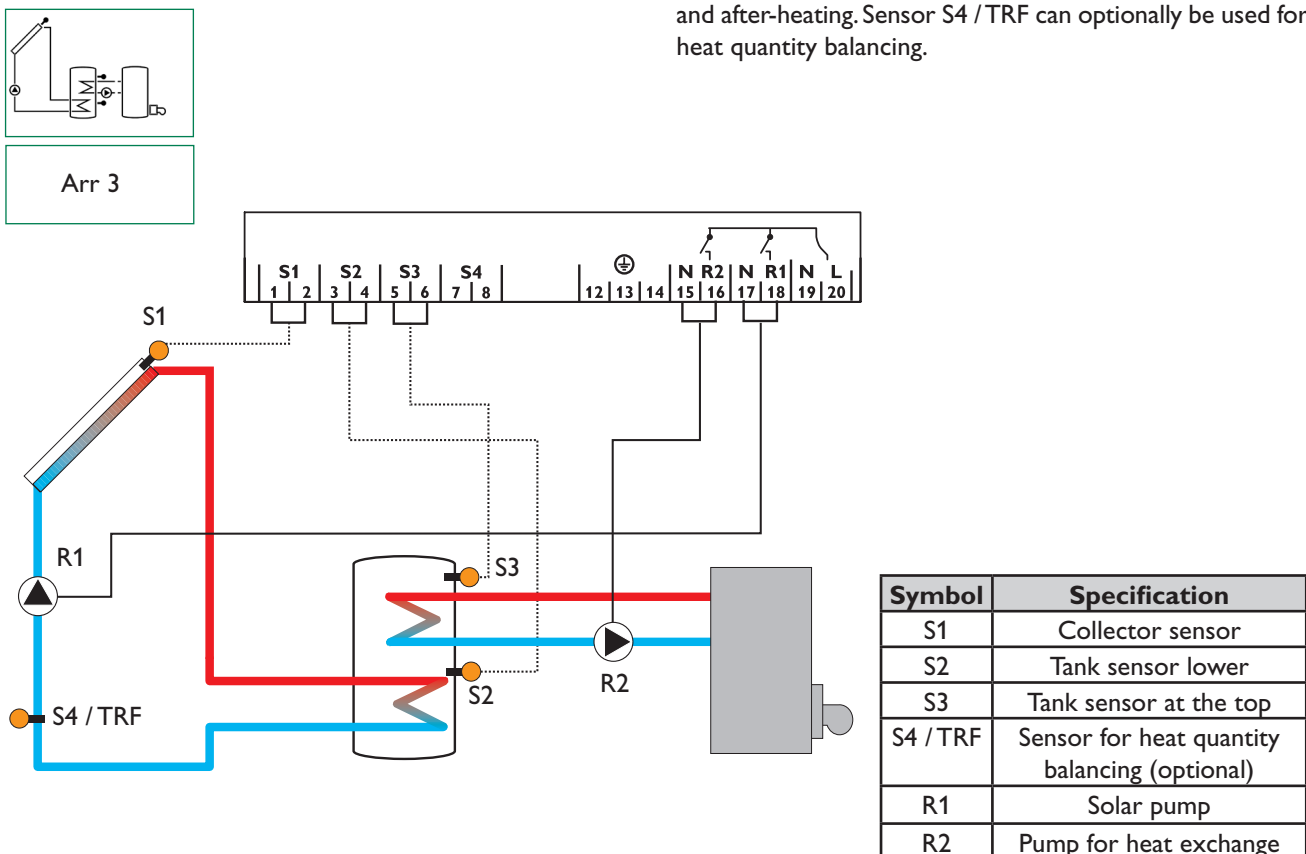 and after-heating. Sensor S4 / TRF can optionally be used for
heat quantity balancing.
Arr 3
S1 S2 S3 S4 N R2 N R1 N L
1 2 3 4 5 6 7 8 12 13 14 15 16 17 18 19 20
S1
R1
S3
S2
R2
S4 / TRF
Symbol Specification
S1 Collector sensor
S2 Tank sensor lower
S3 Tank sensor at the top
S4 / TRF Sensor for heat quantity
balancing (optional)
R1 Solar pump
R2 Pump for heat exchange